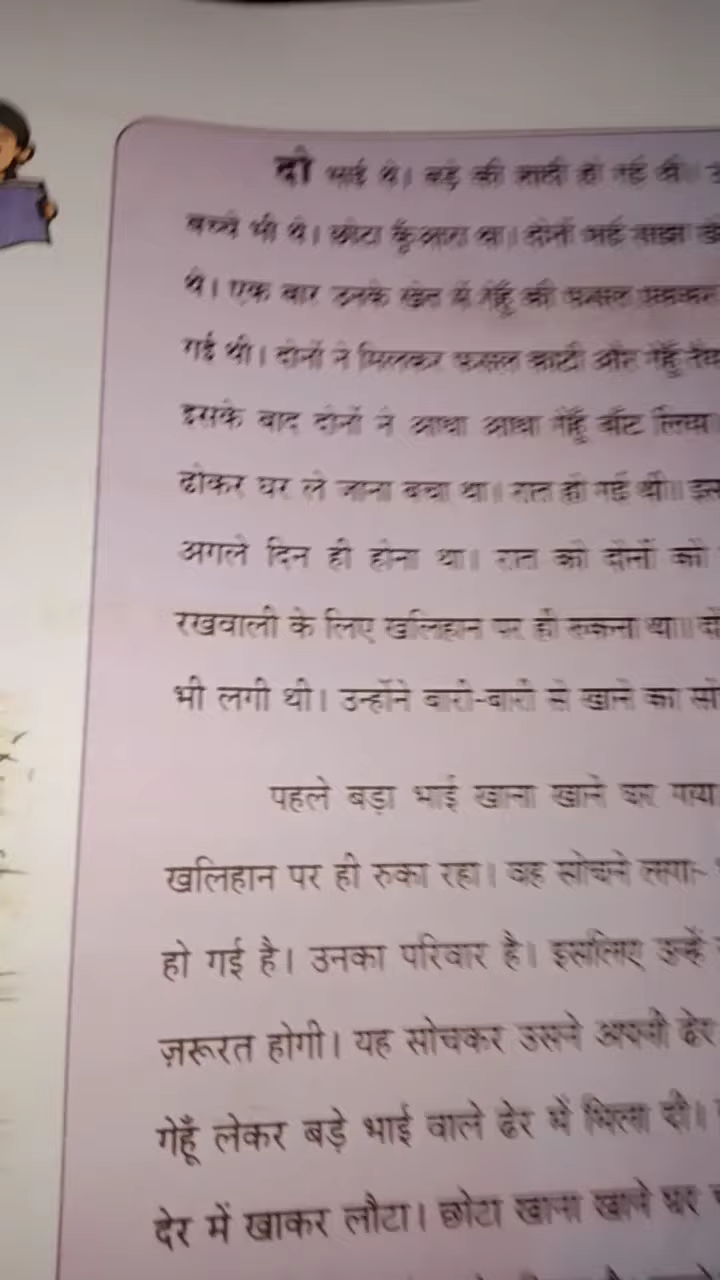 दो भाई थे। बड़े की शादी हो गई थी।
बच्चे भी थे। छोटा कुँआरा था। दोनों भाई साझा
थे। एक बार उनके खेत में गेहूँ की फसल पककर
गई थी। दोनों ने मिलकर फसल काटी और गेहूँ
इसके बाद दोनों ने आधा आधा गेहूँ बाँट लिया
ढोकर घर ले जाना बचा था। रात हो गई थी।
अगले दिन ही होना था। रात को दोनों को
रखवाली के लिए खलिहान पर ही रुकना था।
भी लगी थी। उन्होंने बारी-बारी से खाने का
पहले बड़ा भाई खाना खाने घर गया
खलिहान पर ही रुका रहा। वह सोचने लगा-
हो गई है। उनका परिवार है। इसलिए उन्हें
ज़रूरत होगी। यह सोचकर उसने अपनी ढेर
गेहूँ लेकर बड़े भाई वाले ढेर में मिला दी।
देर में खाकर लौटा। छोटा खाना खाने घर